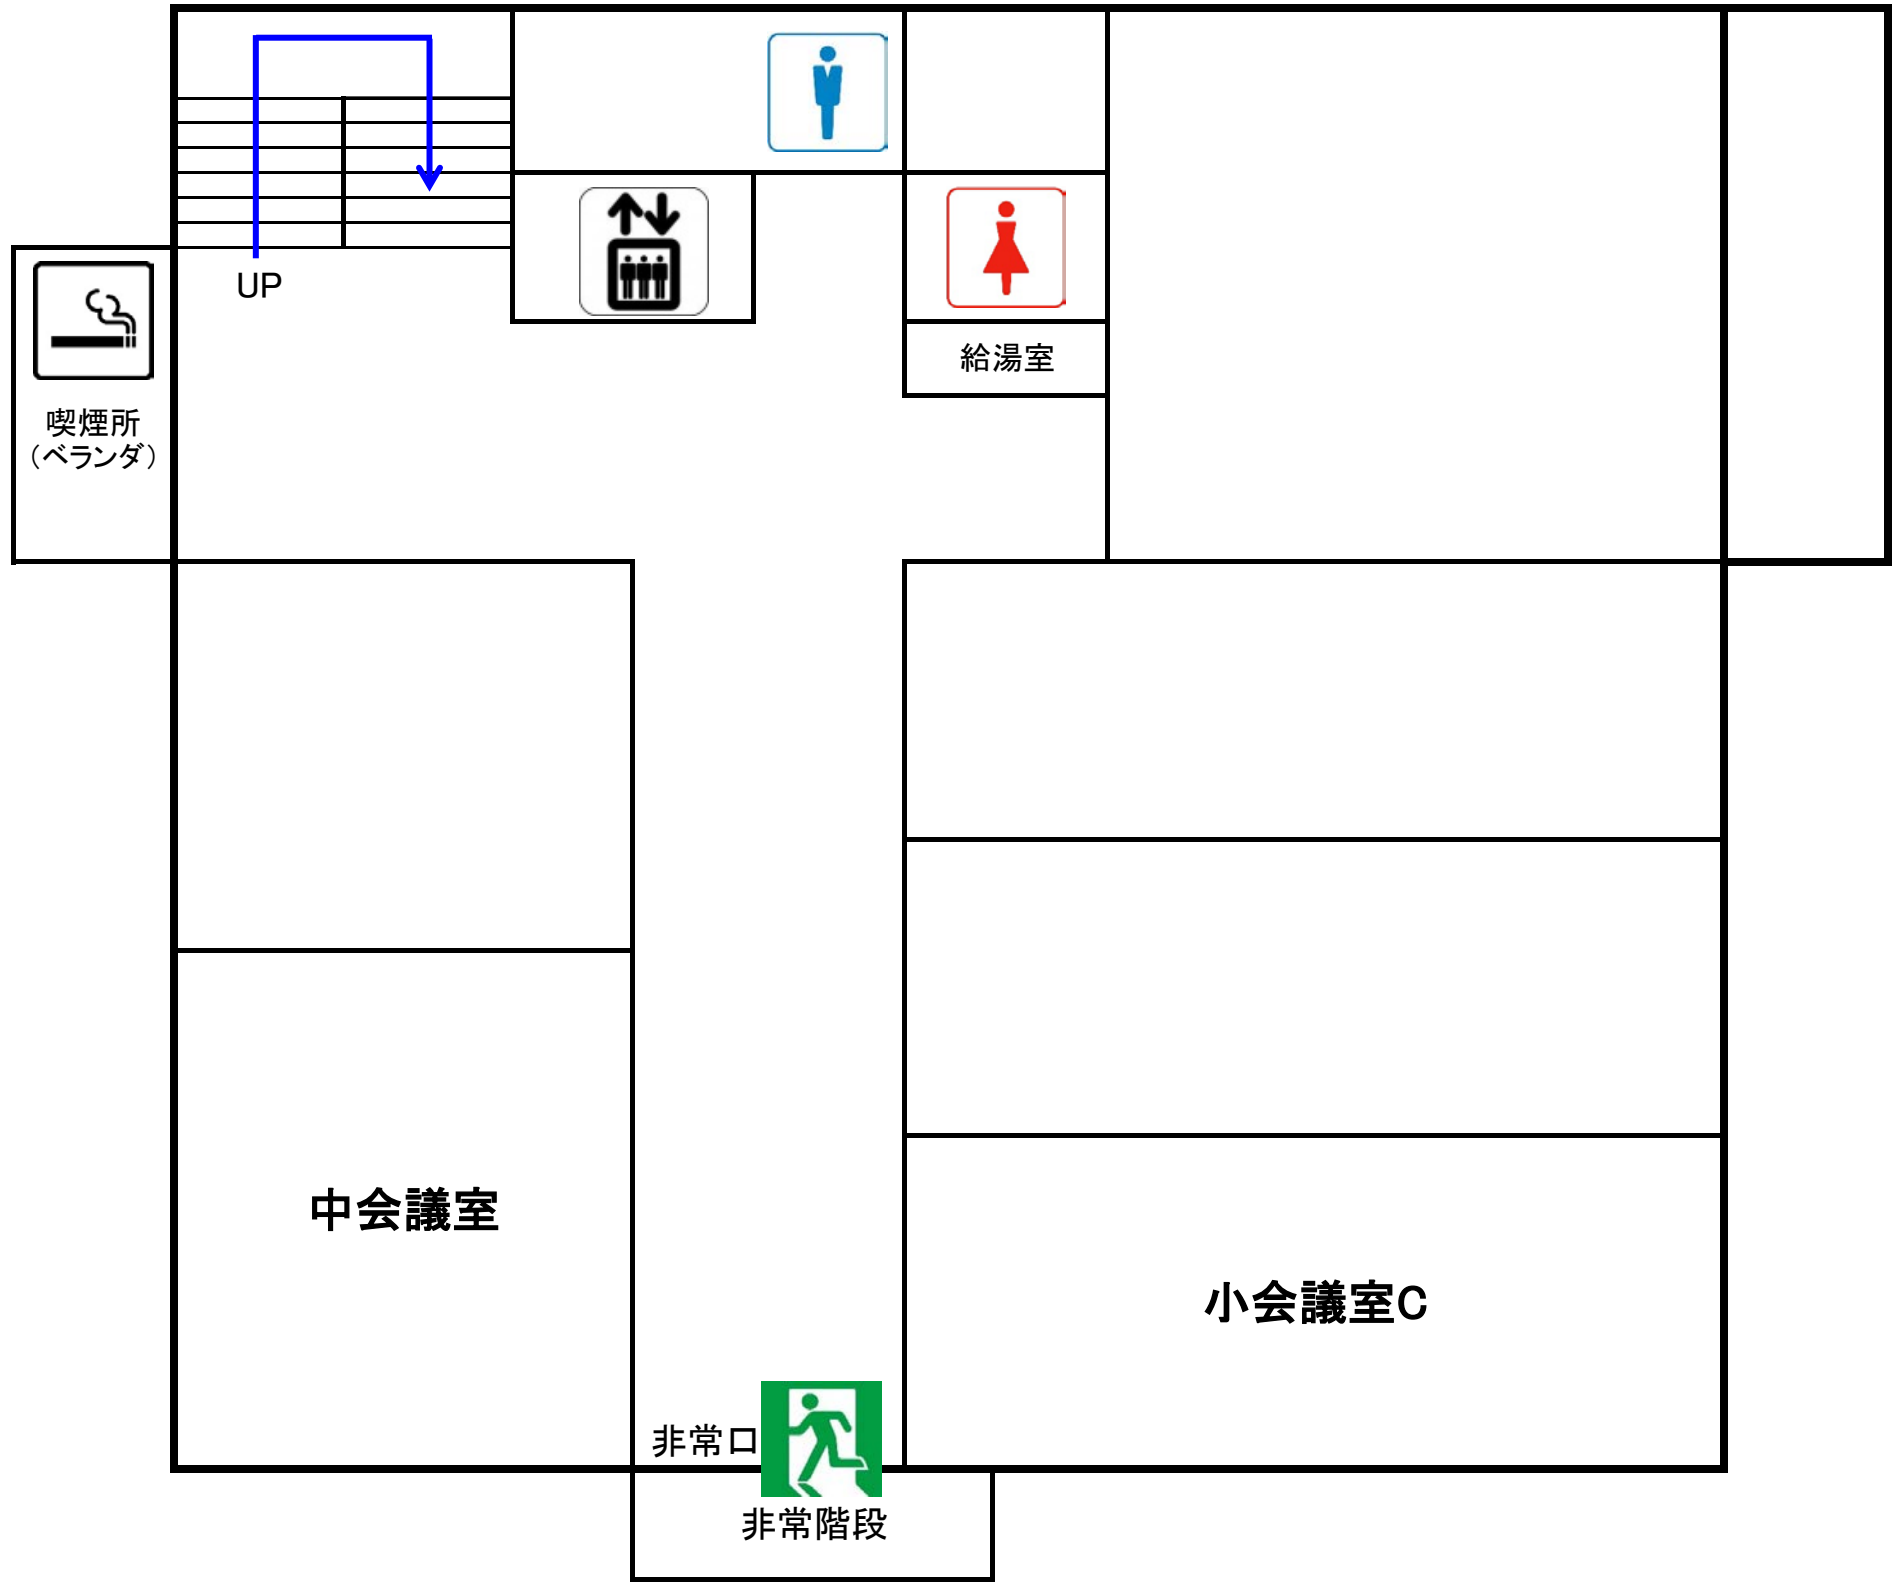 UP
喫煙所
（ベランダ）
給湯室
中会議室
小会議室C
非常口
非常階段